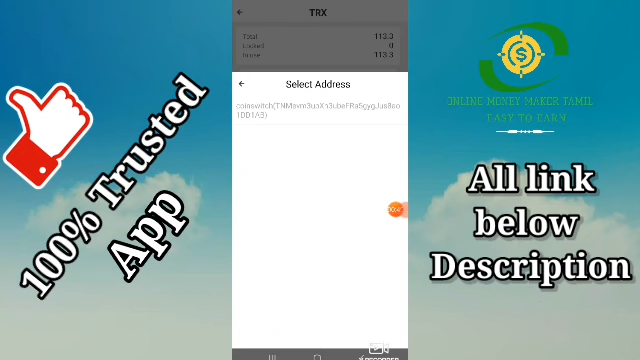 TRX
Total 113.3
Locked 0
In use 113.3
Select Address
100% Trusted
App
ONLINE MONEY MAKER TAMIL
EASY TO EARN
All link
below
Description
RECORDER